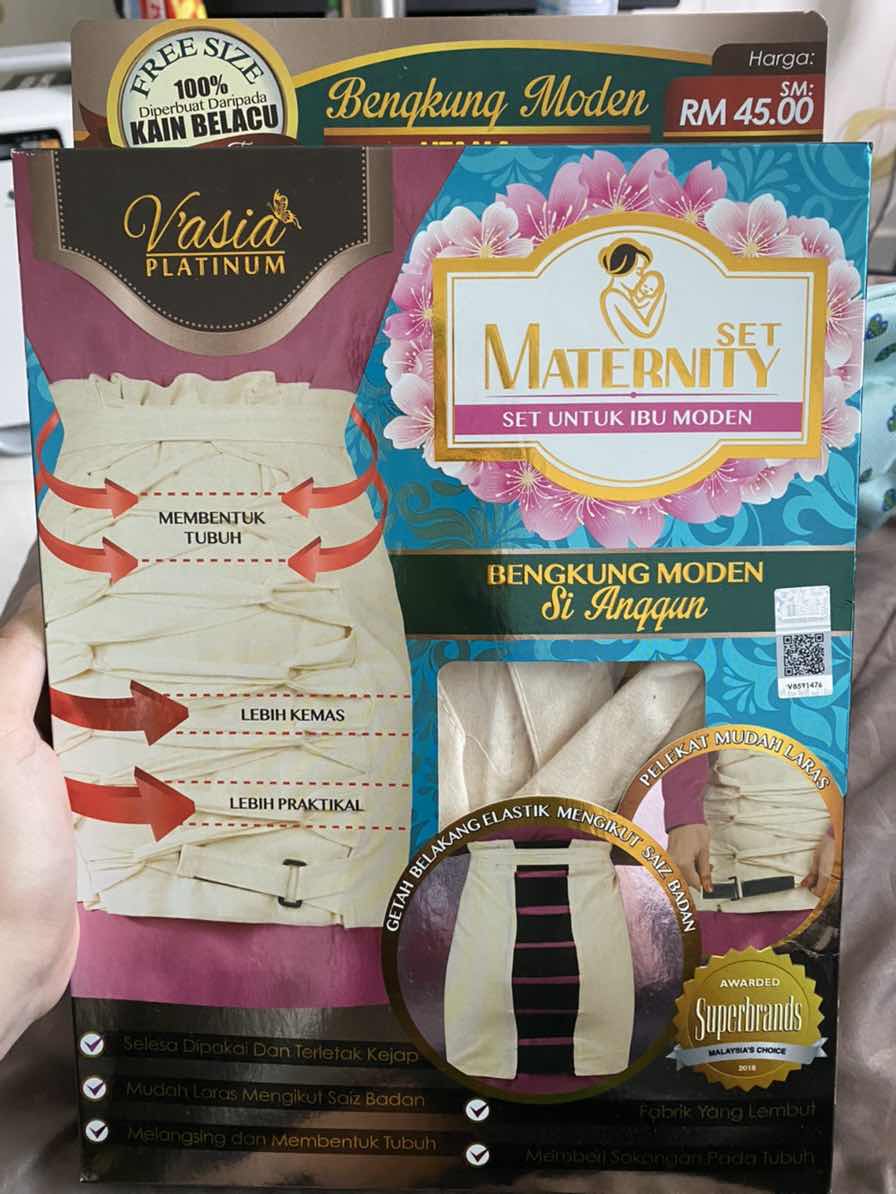 FREE SIZE
100%
Diperbuat Daripada
KAIN BELACU
Bengkung Moden
Harga:
SM:
RM 45.00
V'asia
PLATINUM
SET
MATERNITY
SET UNTUK IBU MODEN
MEMBENTUK
TUBUH
BENGKUNG MODEN
Si Anggun
V8591476
LEBIH KEMAS
LEBIH PRAKTIKAL
PELEKAT MUDAH LARAS
GETAH BELAKANG ELASTIK MENGIKUT SAIZ BADAN
AWARDED
Superbrands
MALAYSIA'S CHOICE
2018
Selesa Dipakai Dan Terletak Kejap
Mudah Laras Mengikut Saiz Badan
Melangsing dan Membentuk Tubuh
Fabrik Yang Lembut
Memberi Sokongan Pada Tubuh